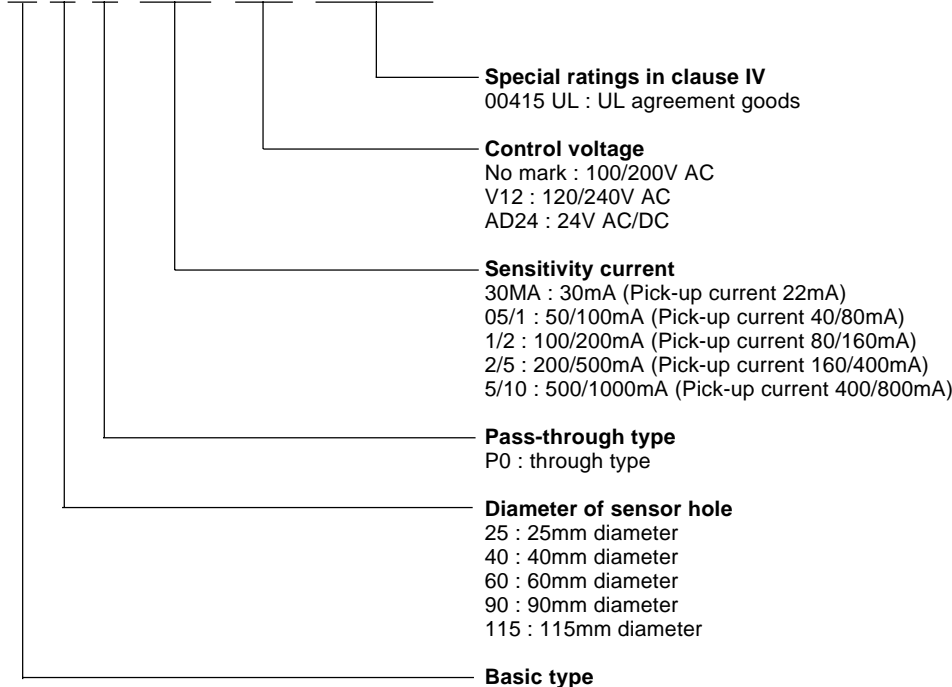 Special ratings in clause IV
00415 UL : UL agreement goods
Control voltage
No mark : 100/200V AC
V12 : 120/240V AC
AD24 : 24V AC/DC
Sensitivity current
30MA : 30mA (Pick-up current 22mA)
05/1 : 50/100mA (Pick-up current 40/80mA)
1/2 : 100/200mA (Pick-up current 80/160mA)
2/5 : 200/500mA (Pick-up current 160/400mA)
5/10 : 500/1000mA (Pick-up current 400/800mA)
Pass-through type
P0 : through type
Diameter of sensor hole
25 : 25mm diameter
40 : 40mm diameter
60 : 60mm diameter
90 : 90mm diameter
115 : 115mm diameter
Basic type